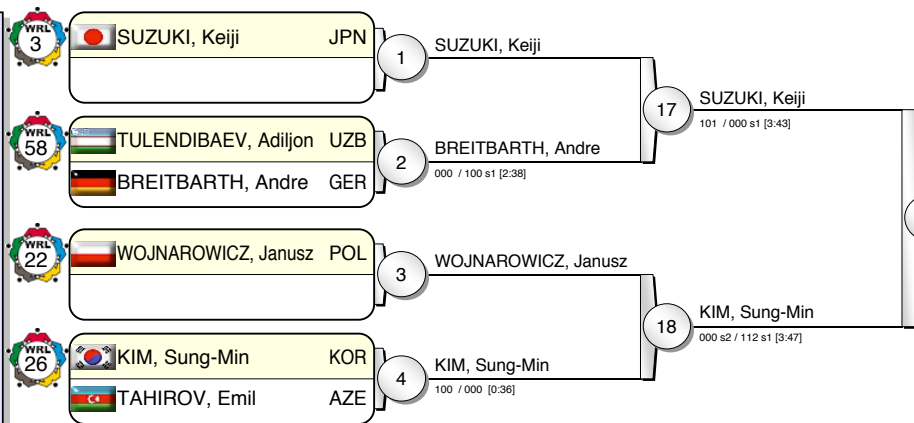 WRL
3
SUZUKI, Keiji JPN
1
SUZUKI, Keiji
WRL
58
TULENDIBAEV, Adiljon UZB
BREITBARTH, Andre GER
2
BREITBARTH, Andre
000 / 100 s1 [2:38]
17
SUZUKI, Keiji
101 / 000 s1 [3:43]
WRL
22
WOJNAROWICZ, Janusz POL
3
WOJNAROWICZ, Janusz
WRL
26
KIM, Sung-Min KOR
TAHIROV, Emil AZE
4
KIM, Sung-Min
100 / 000 [0:36]
18
KIM, Sung-Min
000 s2 / 112 s1 [3:47]